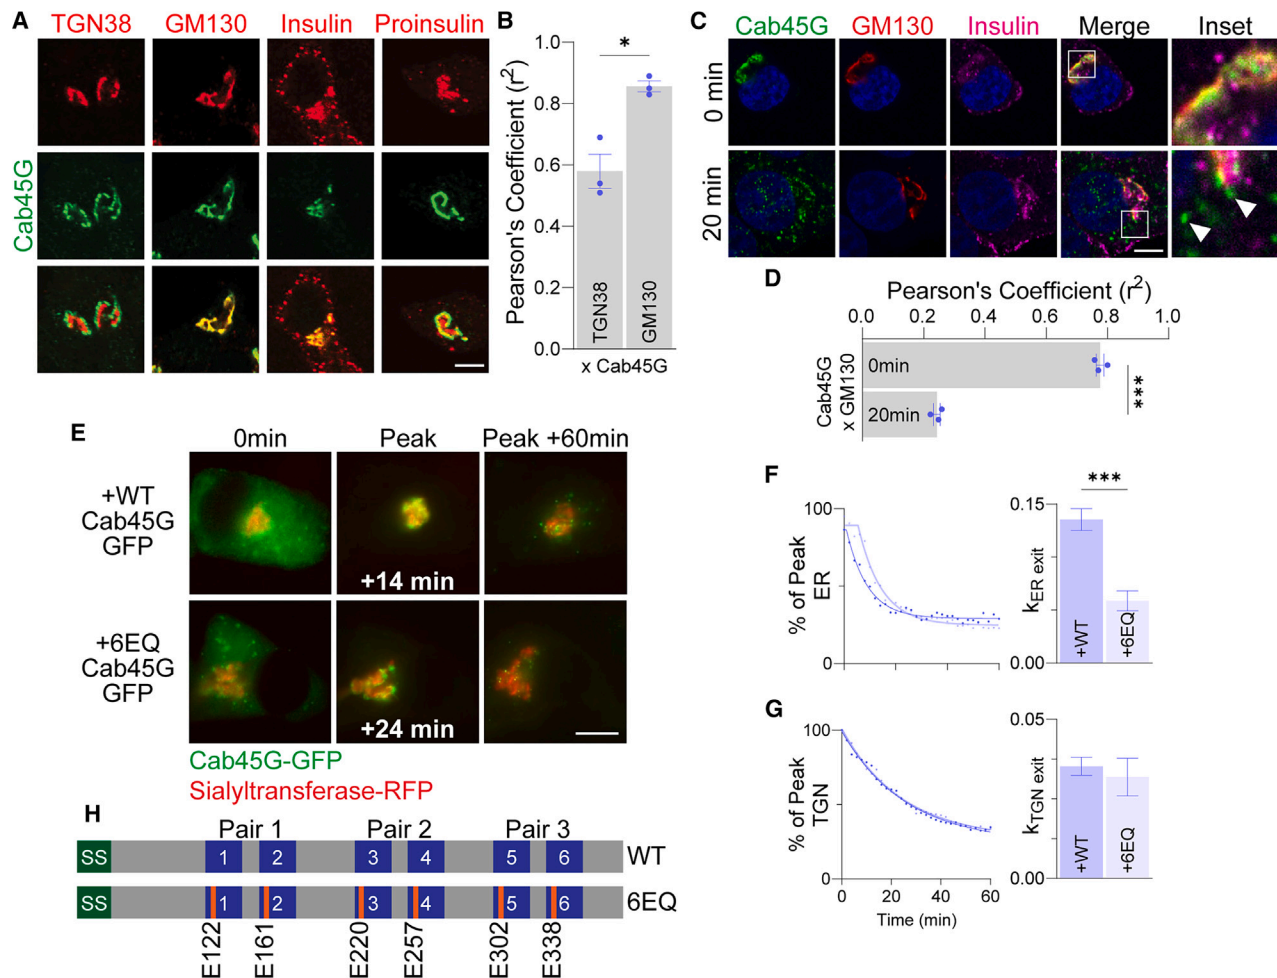 A
TGN38 GM130 Insulin Proinsulin
Cab45G
B
Pearson's Coefficient (r2)
1.0
0.8
0.6
0.4
0.2
0.0
*
TGN38
GM130
x Cab45G
C
Cab45G GM130 Insulin Merge Inset
0 min
20 min
D
Pearson's Coefficient (r2)
0.0 0.2 0.4 0.6 0.8 1.0
Cab45G
x GM130
0min
20min
***
E
0min Peak Peak +60min
+WT
Cab45G
GFP
+14 min
+6EQ
Cab45G
GFP
+24 min
Cab45G-GFP
Sialyltransferase-RFP
F
% of Peak
ER
100
0
kER exit
0.15
0.00
***
+WT
+6EQ
G
% of Peak
TGN
100
0
0 20 40 60
Time (min)
kTGN exit
0.05
0.00
+WT
+6EQ
H
Pair 1 Pair 2 Pair 3
SS 1 2 3 4 5 6 WT
SS 1 2 3 4 5 6 6EQ
E122
E161
E220
E257
E302
E338